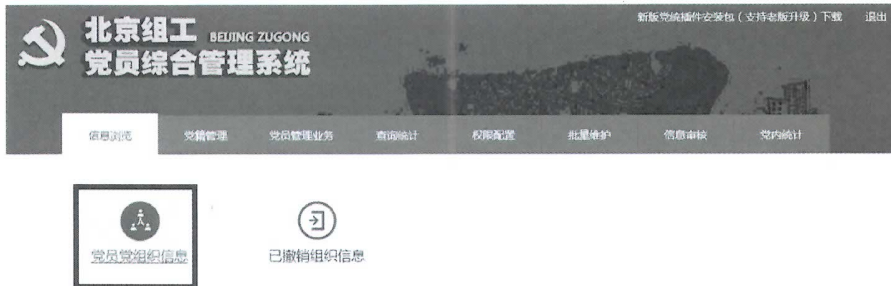 新版党统插件安装包（支持老版升级）下载 退出
北京组工 BEIJING ZUGONG
党员综合管理系统
信息浏览 党籍管理 党员管理业务 查询统计 权限配置 批量维护 信息审核 党内统计
党员党组织信息 已撤销组织信息